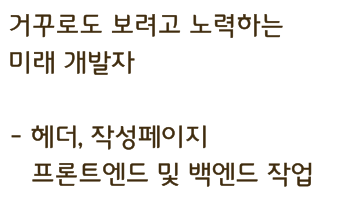 거꾸로도 보려고 노력하는
미래 개발자
- 헤더, 작성페이지
프론트엔드 및 백엔드 작업